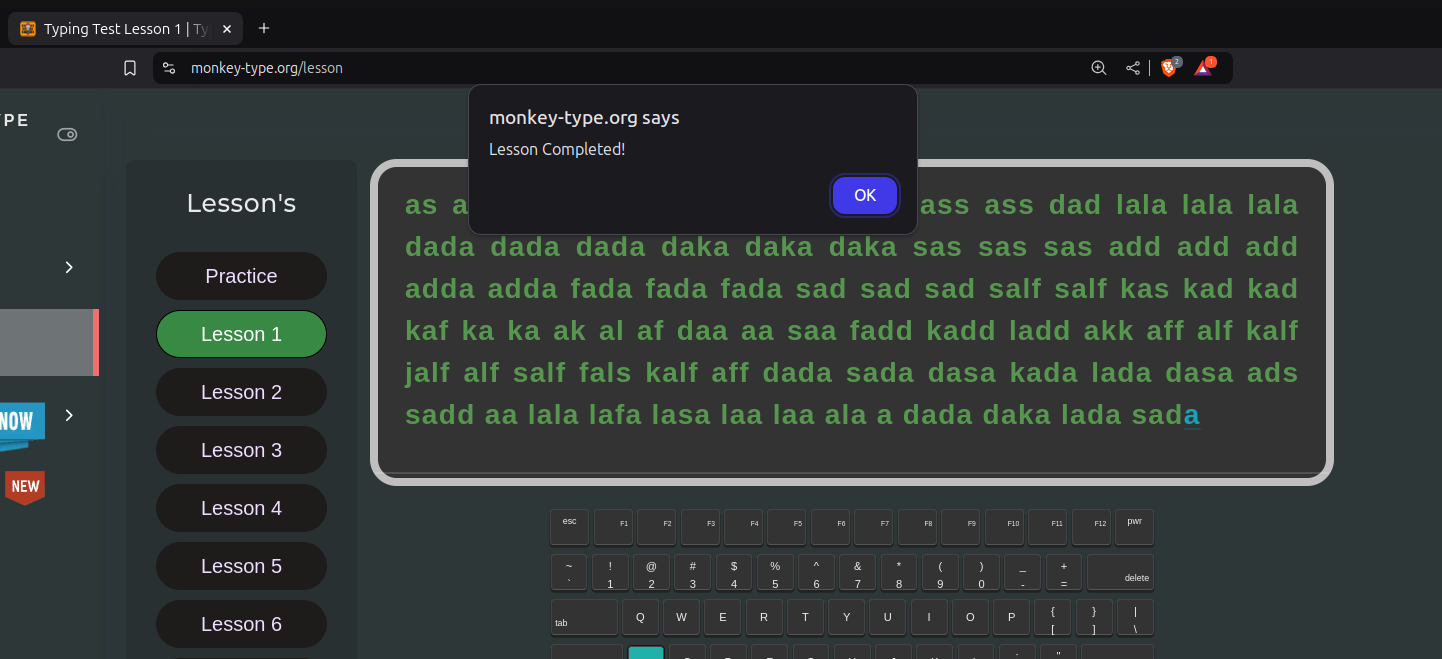 Typing Test Lesson 1 | Ty
monkey-type.org/lesson
2
1
YPE
monkey-type.org says
Lesson Completed!
OK
Lesson's
Practice
Lesson 1
Lesson 2
Lesson 3
Lesson 4
Lesson 5
Lesson 6
NOW
NEW
as a ass ass dad lala lala lala
dada dada dada daka daka daka sas sas sas add add add
adda adda fada fada fada sad sad sad salf salf kas kad kad
kaf ka ka ak al af daa aa saa fadd kadd ladd akk aff alf kalf
jalf alf salf fals kalf aff dada sada dasa kada lada dasa ads
sadd aa lala lafa lasa laa laa ala a dada daka lada sada
esc F1 F2 F3 F4 F5 F6 F7 F8 F9 F10 F11 F12 pwr
~ ! @ # $ % ^ & * ( ) _ +
` 1 2 3 4 5 6 7 8 9 0 - = delete
tab Q W E R T Y U I O P { } |
[ ] \